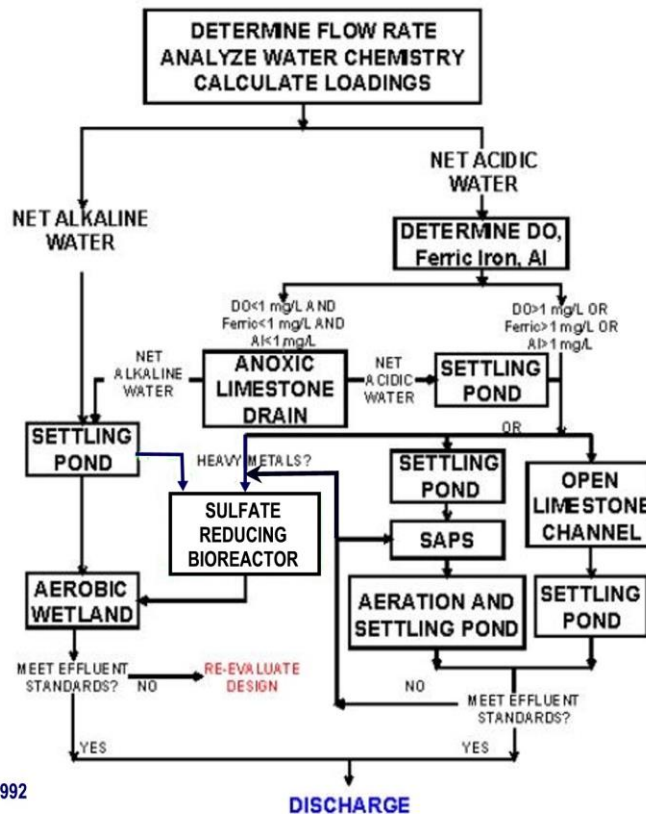 DETERMINE FLOW RATE
ANALYZE WATER CHEMISTRY
CALCULATE LOADINGS
NET ACIDIC
WATER
NET ALKALINE
WATER
DETERMINE DO,
Ferric Iron, Al
DO<1 mg/L AND
Ferric<1 mg/L AND
Al<1 mg/L
DO>1 mg/L OR
Ferric>1 mg/L OR
Al>1 mg/L
NET
ALKALINE
WATER
ANOXIC
LIMESTONE
DRAIN
NET
ACIDIC
WATER
SETTLING
POND
OR
SETTLING
POND
HEAVY METALS?
SETTLING
POND
OPEN
LIMESTONE
CHANNEL
SULFATE
REDUCING
BIOREACTOR
SAPS
AEROBIC
WETLAND
AERATION AND
SETTLING POND
SETTLING
POND
MEET EFFLUENT
STANDARDS?
NO
RE-EVALUATE
DESIGN
NO
MEET EFFLUENT
STANDARDS?
YES
YES
992
DISCHARGE